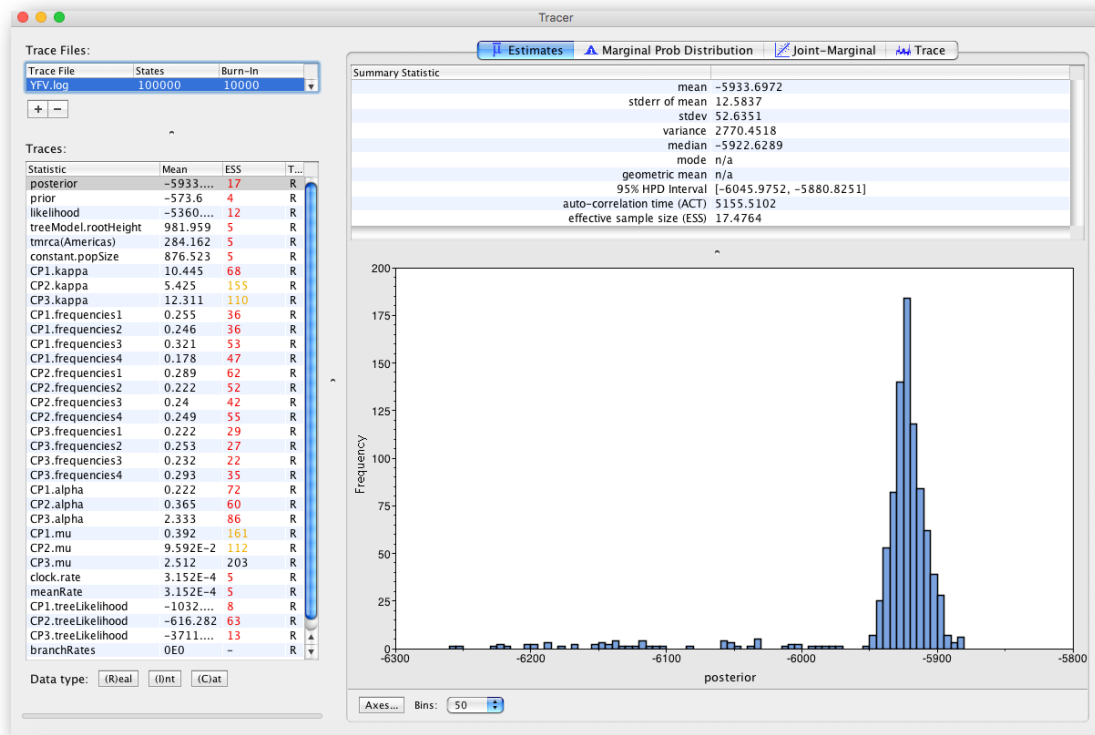 Tracer
Trace Files:
Trace File States Burn-In
YFV.log 100000 10000
+ −
Traces:
Statistic Mean ESS T...
posterior -5933.... 17 R
prior -573.6 4 R
likelihood -5360.... 12 R
treeModel.rootHeight 981.959 5 R
tmrca(Americas) 284.162 5 R
constant.popSize 876.523 5 R
CP1.kappa 10.445 68 R
CP2.kappa 5.425 155 R
CP3.kappa 12.311 110 R
CP1.frequencies1 0.255 36 R
CP1.frequencies2 0.246 36 R
CP1.frequencies3 0.321 53 R
CP1.frequencies4 0.178 47 R
CP2.frequencies1 0.289 62 R
CP2.frequencies2 0.222 52 R
CP2.frequencies3 0.24 42 R
CP2.frequencies4 0.249 55 R
CP3.frequencies1 0.222 29 R
CP3.frequencies2 0.253 27 R
CP3.frequencies3 0.232 22 R
CP3.frequencies4 0.293 35 R
CP1.alpha 0.222 72 R
CP2.alpha 0.365 60 R
CP3.alpha 2.333 86 R
CP1.mu 0.392 161 R
CP2.mu 9.592E-2 112 R
CP3.mu 2.512 203 R
clock.rate 3.152E-4 5 R
meanRate 3.152E-4 5 R
CP1.treeLikelihood -1032.... 8 R
CP2.treeLikelihood -616.282 63 R
CP3.treeLikelihood -3711.... 13 R
branchRates 0E0 - R
Data type: (R)eal (I)nt (C)at
Estimates Marginal Prob Distribution Joint-Marginal Trace
Summary Statistic
mean -5933.6972
stderr of mean 12.5837
stdev 52.6351
variance 2770.4518
median -5922.6289
mode n/a
geometric mean n/a
95% HPD Interval [-6045.9752, -5880.8251]
auto-correlation time (ACT) 5155.5102
effective sample size (ESS) 17.4764
200
175
150
125
100
75
50
25
0
Frequency
-6300 -6200 -6100 -6000 -5900 -5800
posterior
Axes... Bins: 50